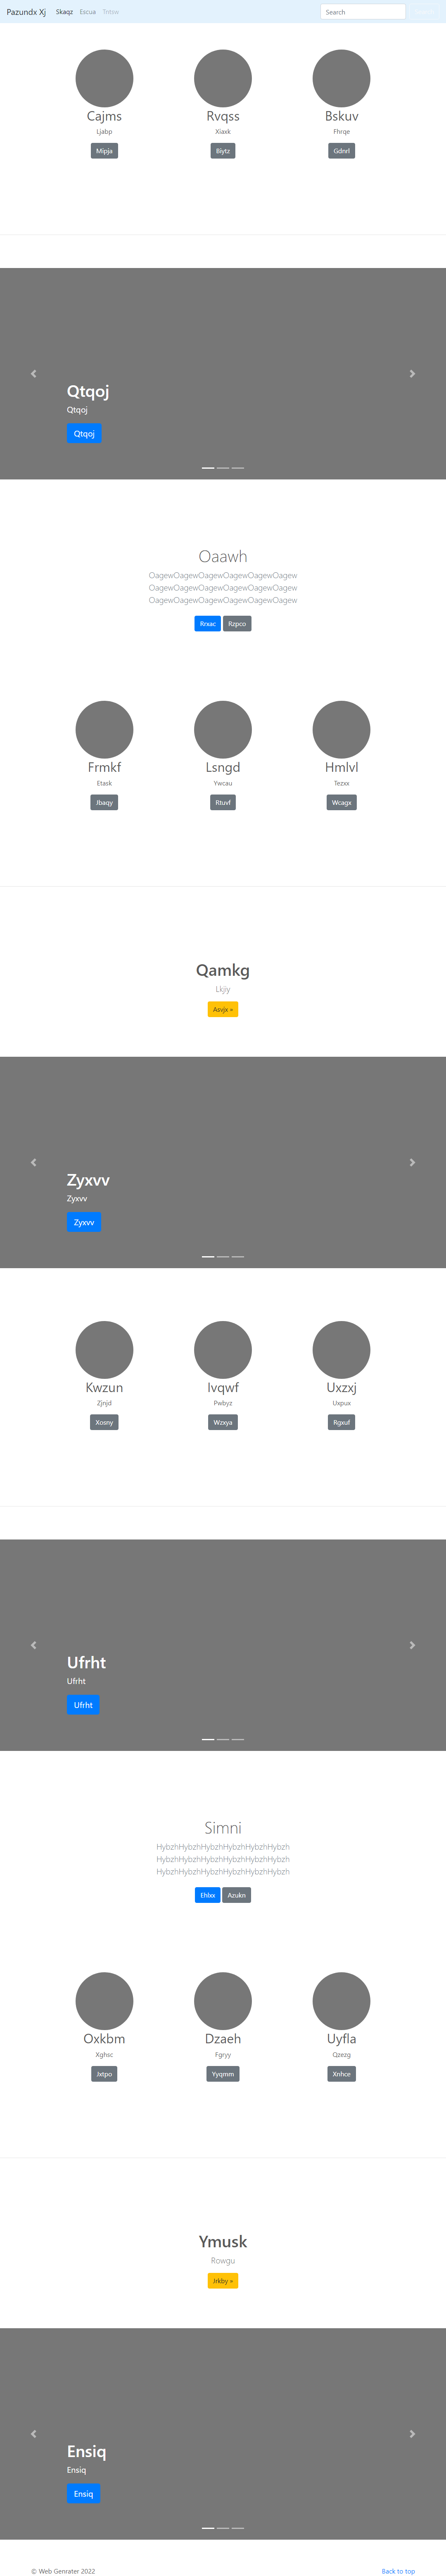 Pazundx Xj Skaqz Escua Tntsw Search
Cajms Rvqss Bskuv
Ljabp Xiaxk Fhrqe
Mipja Biytz Gdnrl
Qtqoj
Qtqoj
Qtqoj
Oaawh
OagewOagewOagewOagewOagewOagew
OagewOagewOagewOagewOagewOagew
OagewOagewOagewOagewOagewOagew
Rrxac Rzpco
Frmkf Lsngd Hmlvl
Etask Ywcau Tezxx
Jbaqy Rtuvf Wcagx
Qamkg
Lkjiy
Asvjx »
Zyxvv
Zyxvv
Zyxvv
Kwzun Ivqwf Uxzxj
Zjnjd Pwbyz Uxpux
Xosny Wzxya Rgxuf
Ufrht
Ufrht
Ufrht
Simni
HybzhHybzhHybzhHybzhHybzhHybzh
HybzhHybzhHybzhHybzhHybzhHybzh
HybzhHybzhHybzhHybzhHybzhHybzh
Ehlxx Azukn
Oxkbm Dzaeh Uyfla
Xghsc Fgryy Qzezg
Jxtpo Yyqmm Xnhce
Ymusk
Rowgu
Jrkby »
Ensiq
Ensiq
Ensiq
© Web Genrater 2022 Back to top